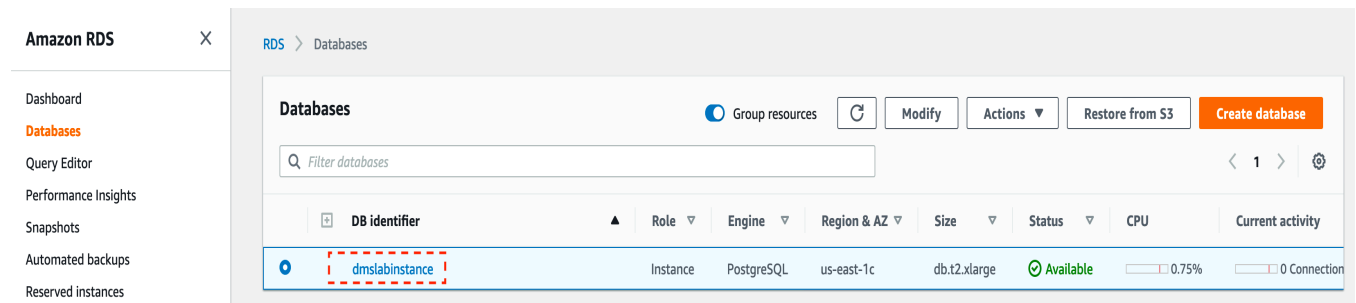 Amazon RDS
Dashboard
Databases
Query Editor
Performance Insights
Snapshots
Automated backups
Reserved instances
RDS > Databases
Databases
Group resources Modify Actions Restore from S3 Create database
Filter databases
1
DB identifier Role Engine Region & AZ Size Status CPU Current activity
dmslabinstance Instance PostgreSQL us-east-1c db.t2.xlarge Available 0.75% 0 Connection